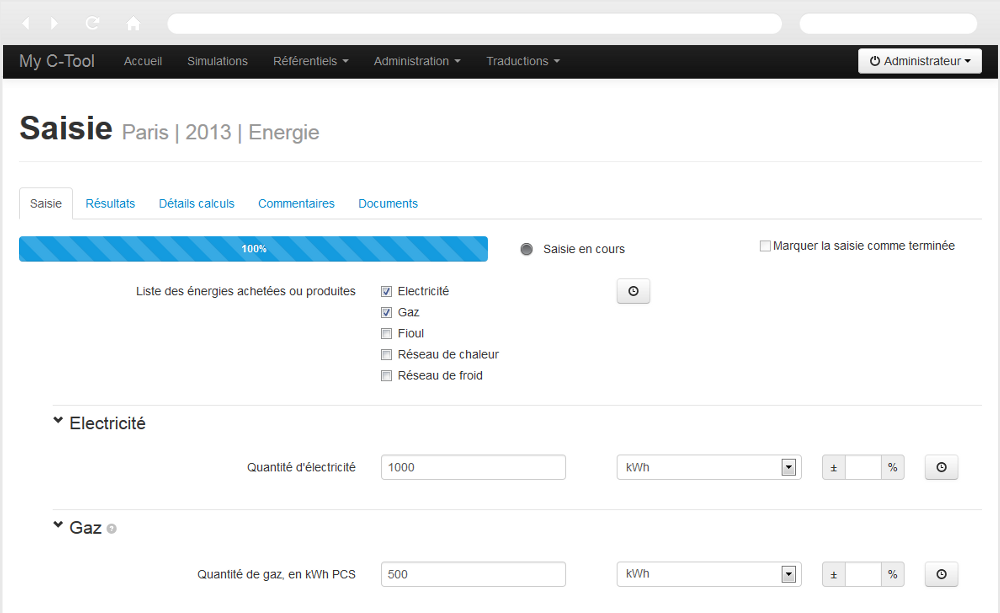 My C-Tool Accueil Simulations Référentiels Administration Traductions Administrateur
Saisie Paris | 2013 | Energie
Saisie Résultats Détails calculs Commentaires Documents
100% Saisie en cours Marquer la saisie comme terminée
Liste des énergies achetées ou produites Electricité
Gaz
Fioul
Réseau de chaleur
Réseau de froid
Electricité
Quantité d'électricité 1000 kWh ± %
Gaz ?
Quantité de gaz, en kWh PCS 500 kWh ± %